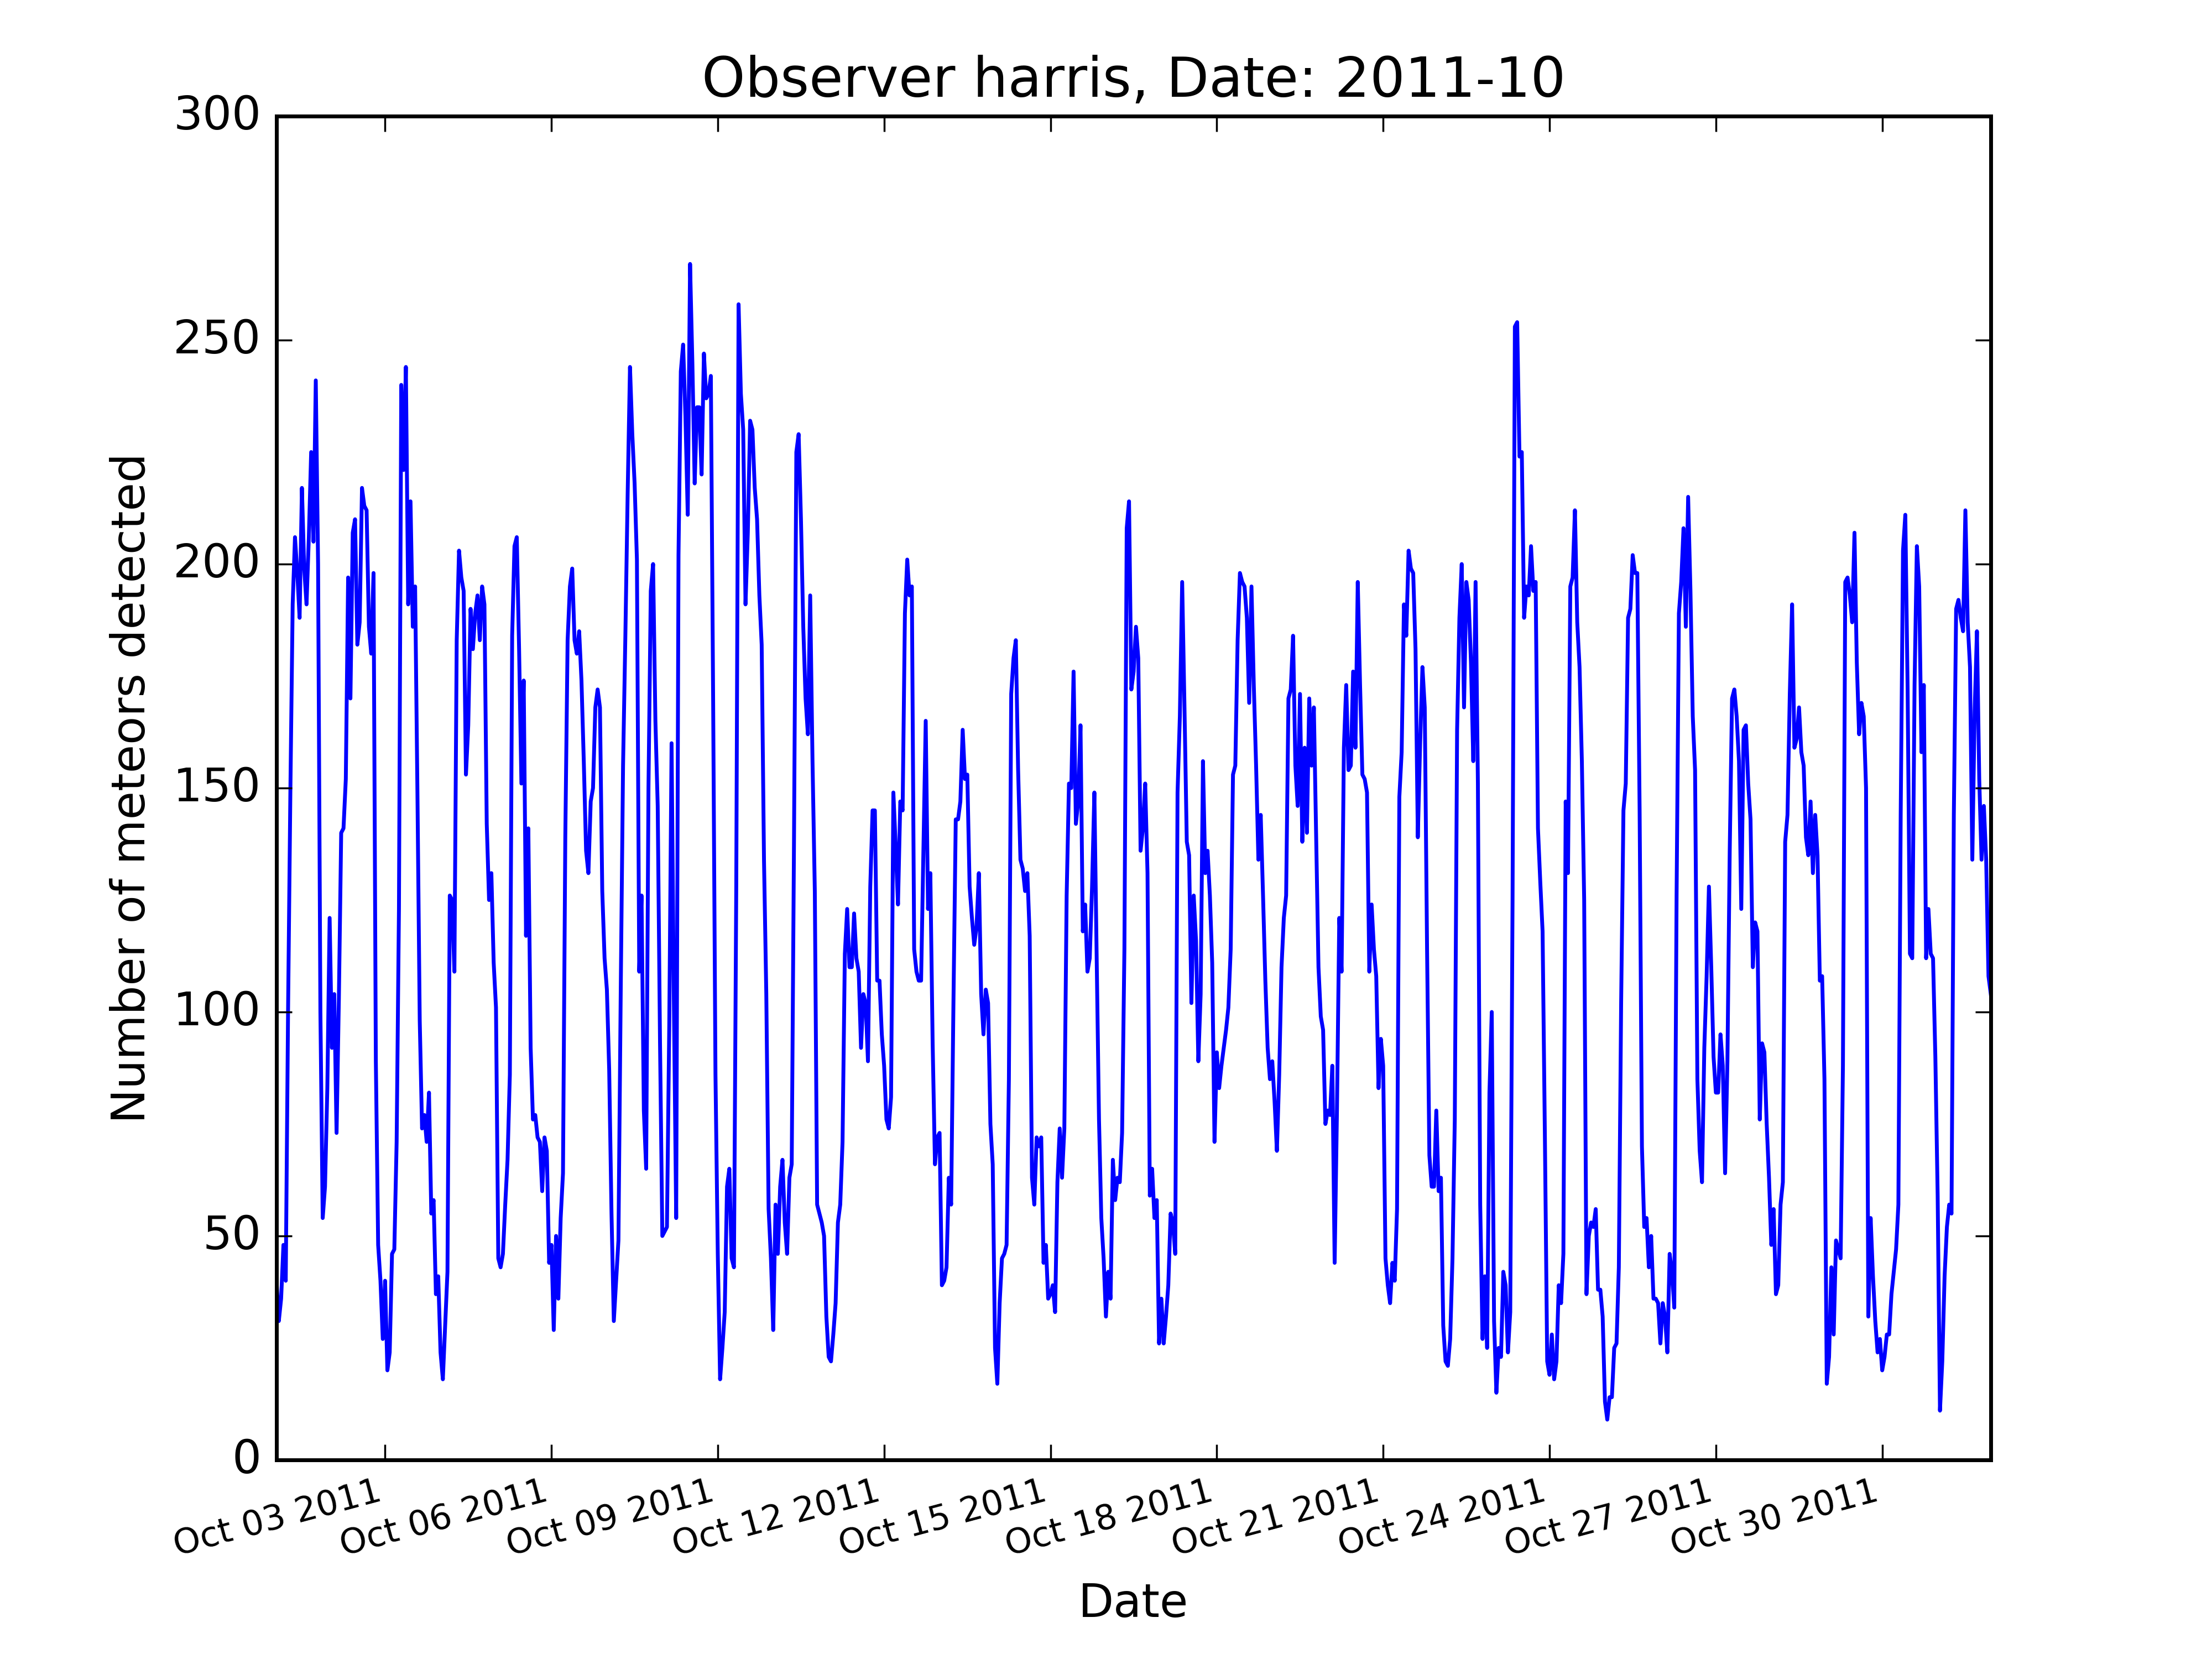 Observer harris, Date: 2011-10
300
250
200
150
100
50
0
Number of meteors detected
Oct 03 2011
Oct 06 2011
Oct 09 2011
Oct 12 2011
Oct 15 2011
Oct 18 2011
Oct 21 2011
Oct 24 2011
Oct 27 2011
Oct 30 2011
Date